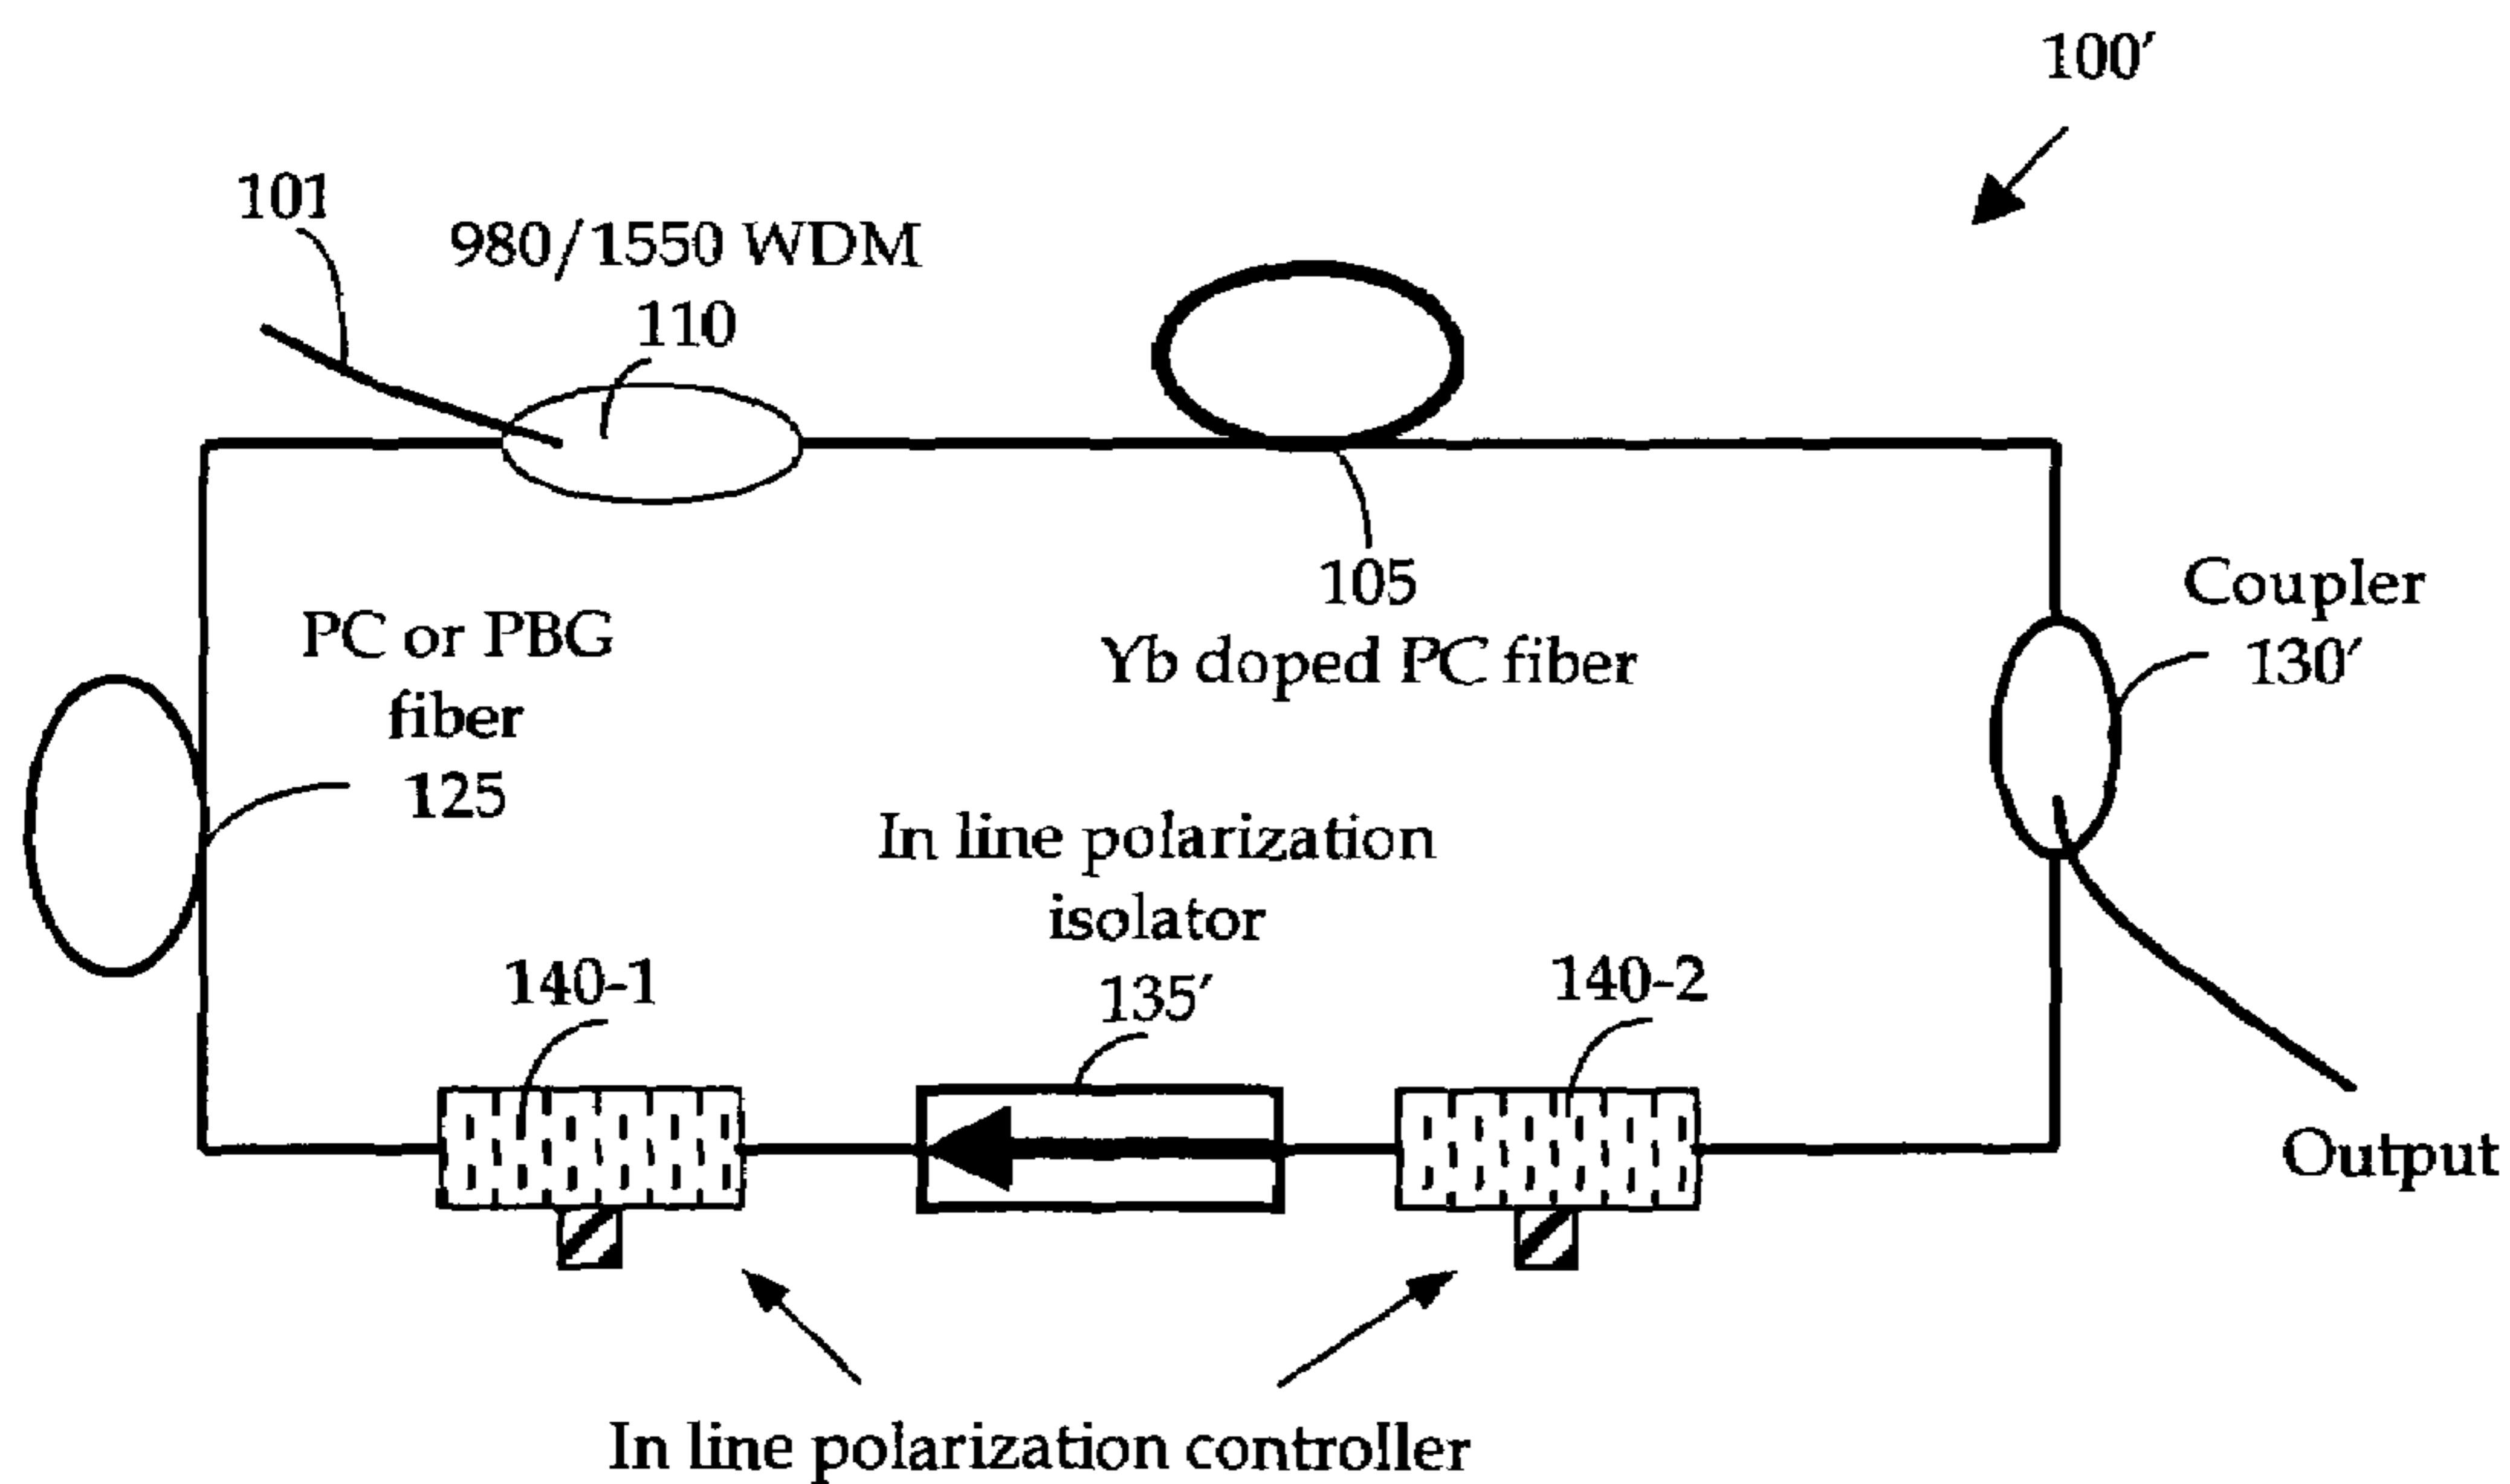 100′
101
980/1550 WDM
110
105
Yb doped PC fiber
Coupler
130′
PC or PBG
fiber
125
In line polarization
isolator
135′
140-1
140-2
Output
In line polarization controller